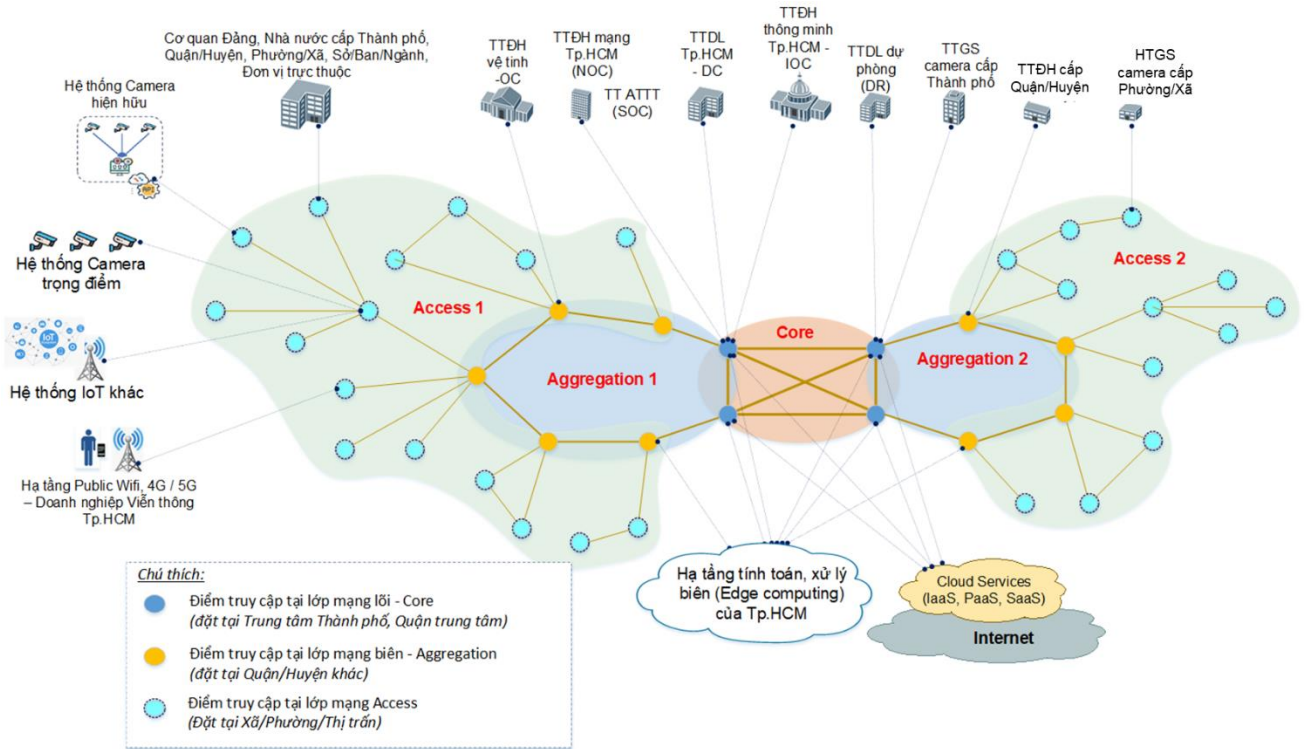 Cơ quan Đảng, Nhà nước cấp Thành phố,
Quận/Huyện, Phường/Xã, Sở/Ban/Ngành,
Đơn vị trực thuộc
TTĐH
vệ tinh
-OC
TTĐH
mạng
Tp.HCM
(NOC)
TT ATTT
(SOC)
TTDL
Tp.HCM
- DC
TTĐH
thông minh
Tp.HCM -
IOC
TTDL dự
phòng
(DR)
TTGS
camera cấp
Thành phố
TTĐH cấp
Quận/Huyện
HTGS
camera cấp
Phường/Xã
Hệ thống Camera
hiện hữu
Hệ thống Camera
trọng điểm
IoT
Hệ thống IoT khác
Hạ tầng Public Wifi, 4G / 5G
– Doanh nghiệp Viễn thông
Tp.HCM
Access 1
Aggregation 1
Core
Aggregation 2
Access 2
Hạ tầng tính toán, xử lý
biên (Edge computing)
của Tp.HCM
Cloud Services
(IaaS, PaaS, SaaS)
Internet
Chú thích:
Điểm truy cập tại lớp mạng lõi - Core
(đặt tại Trung tâm Thành phố, Quận trung tâm)
Điểm truy cập tại lớp mạng biên - Aggregation
(đặt tại Quận/Huyện khác)
Điểm truy cập tại lớp mạng Access
(Đặt tại Xã/Phường/Thị trấn)